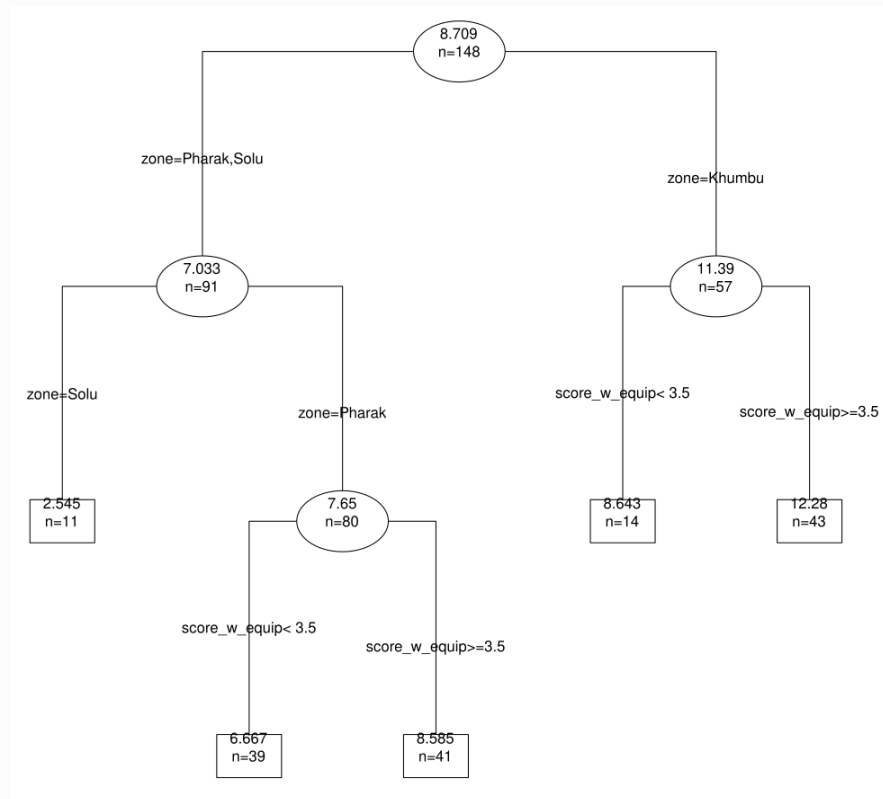 8.709
n=148
zone=Pharak,Solu
zone=Khumbu
7.033
n=91
11.39
n=57
zone=Solu
zone=Pharak
score_w_equip< 3.5
score_w_equip>=3.5
2.545
n=11
7.65
n=80
8.643
n=14
12.28
n=43
score_w_equip< 3.5
score_w_equip>=3.5
6.667
n=39
8.585
n=41